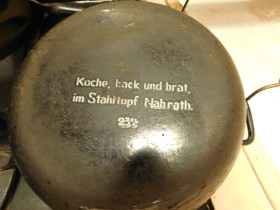 Koche, back und brat,
im Stahltopf Nahrath.